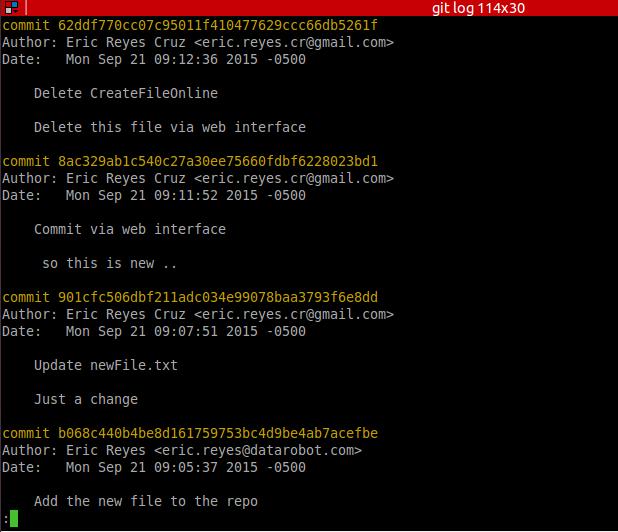 git log 114x30
commit 62ddf770cc07c95011f410477629ccc66db5261f
Author: Eric Reyes Cruz <eric.reyes.cr@gmail.com>
Date:   Mon Sep 21 09:12:36 2015 -0500
Delete CreateFileOnline
Delete this file via web interface
commit 8ac329ab1c540c27a30ee75660fdbf6228023bd1
Author: Eric Reyes Cruz <eric.reyes.cr@gmail.com>
Date:   Mon Sep 21 09:11:52 2015 -0500
Commit via web interface
so this is new ..
commit 901cfc506dbf211adc034e99078baa3793f6e8dd
Author: Eric Reyes Cruz <eric.reyes.cr@gmail.com>
Date:   Mon Sep 21 09:07:51 2015 -0500
Update newFile.txt
Just a change
commit b068c440b4be8d161759753bc4d9be4ab7acefbe
Author: Eric Reyes <eric.reyes@datarobot.com>
Date:   Mon Sep 21 09:05:37 2015 -0500
Add the new file to the repo
: